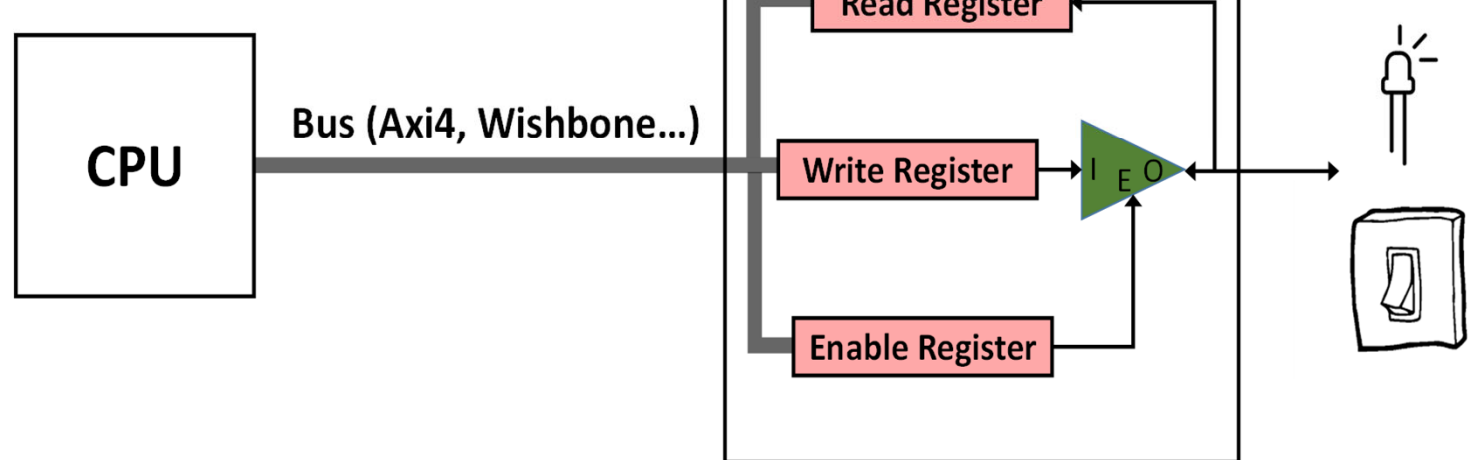 Read Register
Bus (Axi4, Wishbone...)
CPU
Write Register
I
E
O
Enable Register